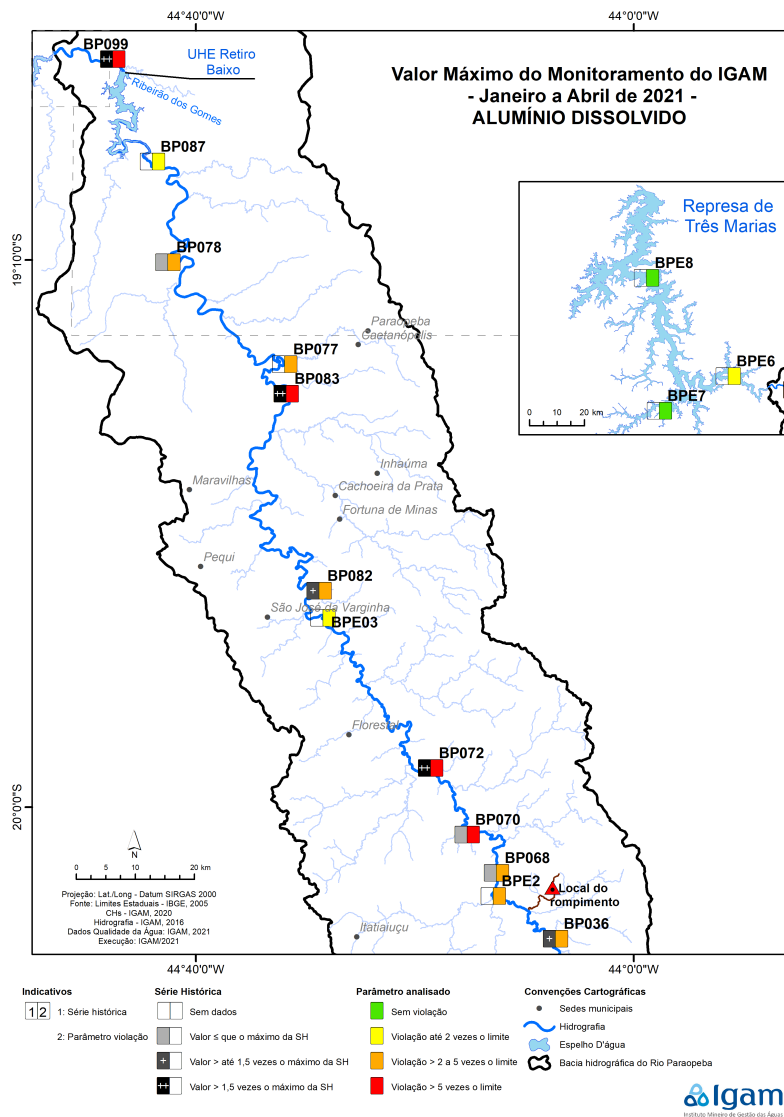 44°40'0"W
44°0'0"W
BP099
UHE Retiro
Baixo
Ribeirão dos Gomes
Valor Máximo do Monitoramento do IGAM
- Janeiro a Abril de 2021 -
ALUMÍNIO DISSOLVIDO
BP087
Represa de
Três Marias
BP078
19°10'0"S
BPE8
Paraopeba
Caetanópolis
BP077
BPE6
BP083
BPE7
0 10 20 km
Inhaúma
Maravilhas
Cachoeira da Prata
Fortuna de Minas
Pequi
BP082
São José da Varginha
BPE03
Florestal
BP072
20°0'0"S
BP070
N
BP068
0 5 10 20 km
BPE2
Local do
rompimento
Projeção: Lat./Long - Datum SIRGAS 2000
Fonte: Limites Estaduais - IBGE, 2005
CHs - IGAM, 2020
Hidrografia - IGAM, 2016
Dados Qualidade da Água: IGAM, 2021
Execução: IGAM/2021
BP036
Itatiaiuçu
44°40'0"W
44°0'0"W
Indicativos
1 2
1: Série histórica
2: Parâmetro violação
Série Histórica
Sem dados
Valor ≤ que o máximo da SH
+ Valor > até 1,5 vezes o máximo da SH
++ Valor > 1,5 vezes o máximo da SH
Parâmetro analisado
Sem violação
Violação até 2 vezes o limite
Violação > 2 a 5 vezes o limite
Violação > 5 vezes o limite
Convenções Cartográficas
Sedes municipais
Hidrografia
Espelho D'água
Bacia hidrográfica do Rio Paraopeba
Igam
Instituto Mineiro de Gestão das Águas